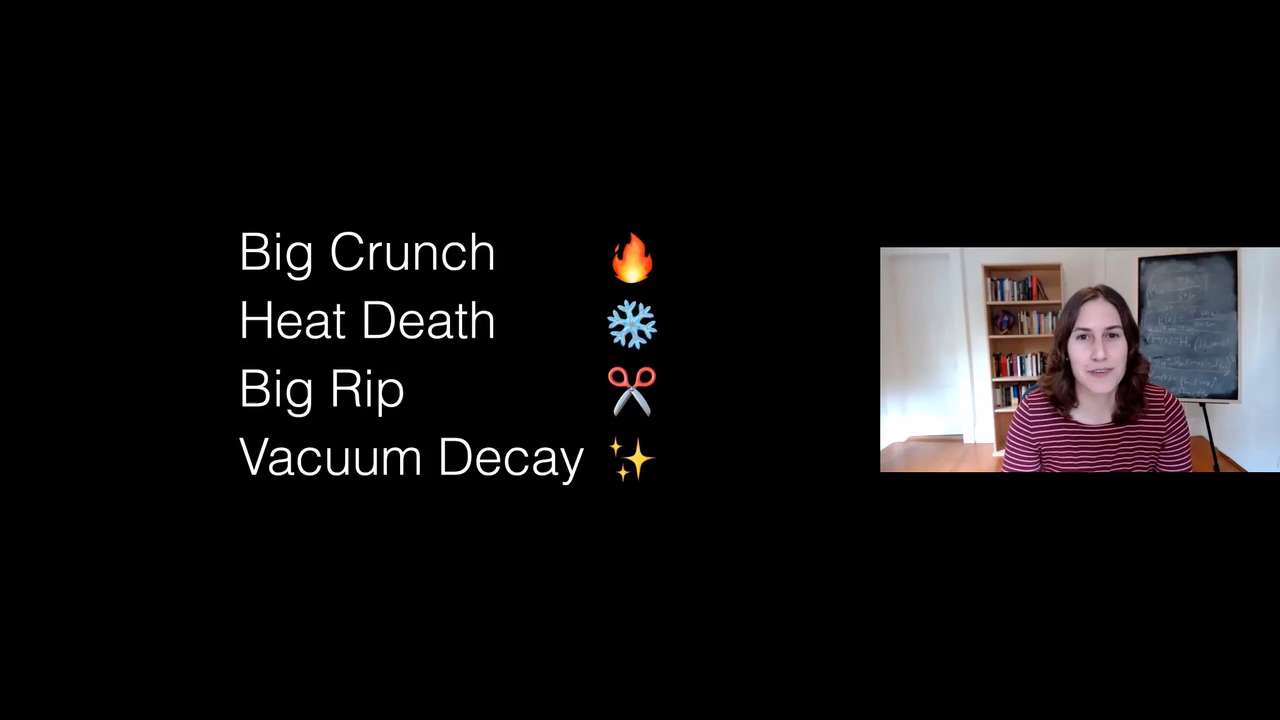 Big Crunch 🔥
Heat Death ❄️
Big Rip ✂️
Vacuum Decay ✨